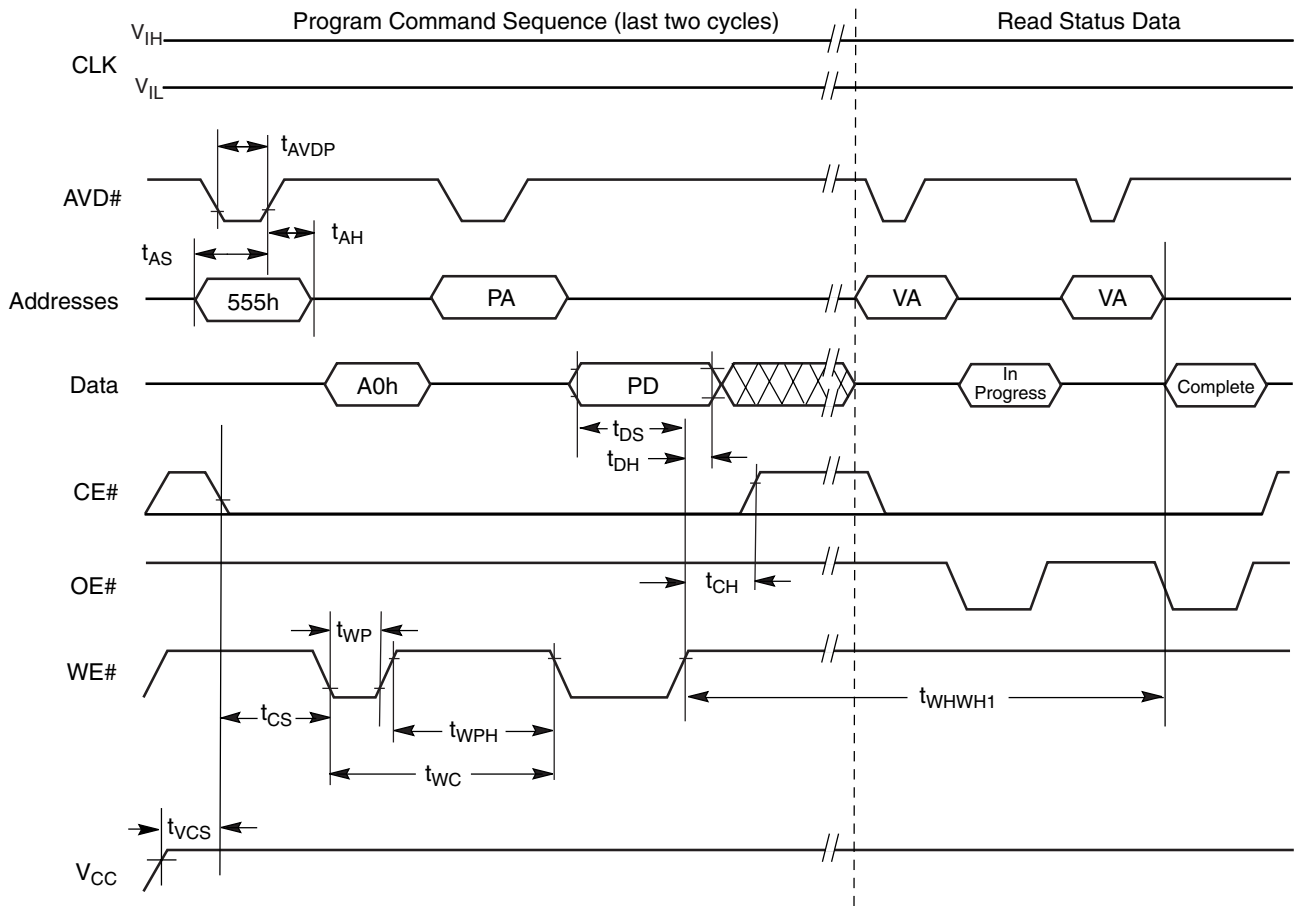 Program Command Sequence (last two cycles) Read Status Data
VIH
CLK
VIL
tAVDP
AVD#
tAH
tAS
Addresses 555h PA VA VA
Data A0h PD In Progress Complete
tDS
tDH
CE#
OE# tCH
tWP
WE#
tWHWH1
tCS
tWPH
tWC
tVCS
VCC